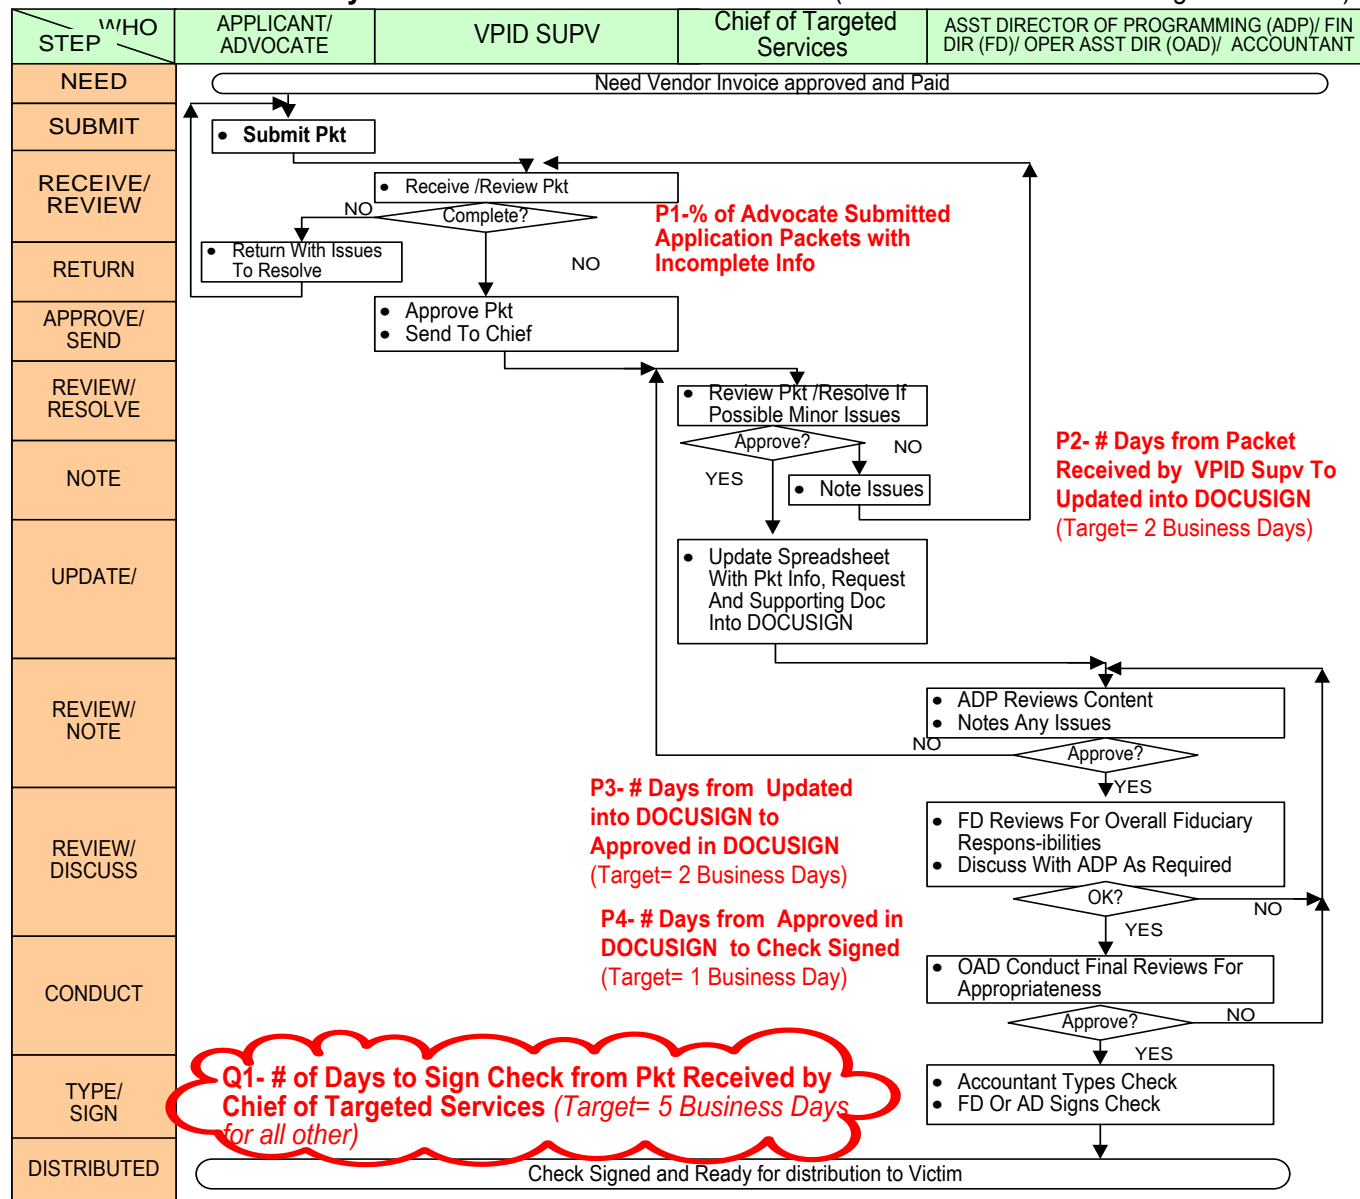 WHO
STEP
APPLICANT/
ADVOCATE
VPID SUPV
Chief of Targeted
Services
ASST DIRECTOR OF PROGRAMMING (ADP)/ FIN
DIR (FD)/ OPER ASST DIR (OAD)/ ACCOUNTANT
NEED
Need Vendor Invoice approved and Paid
SUBMIT
• Submit Pkt
RECEIVE/
REVIEW
• Receive /Review Pkt
NO
Complete?
P1-% of Advocate Submitted
Application Packets with
Incomplete Info
RETURN
• Return With Issues
To Resolve
NO
APPROVE/
SEND
• Approve Pkt
• Send To Chief
REVIEW/
RESOLVE
• Review Pkt /Resolve If
Possible Minor Issues
Approve?
NO
P2- # Days from Packet
Received by VPID Supv To
Updated into DOCUSIGN
(Target= 2 Business Days)
NOTE
YES
• Note Issues
UPDATE/
• Update Spreadsheet
With Pkt Info, Request
And Supporting Doc
Into DOCUSIGN
REVIEW/
NOTE
• ADP Reviews Content
• Notes Any Issues
NO
Approve?
YES
P3- # Days from Updated
into DOCUSIGN to
Approved in DOCUSIGN
(Target= 2 Business Days)
REVIEW/
DISCUSS
• FD Reviews For Overall Fiduciary
Respons-ibilities
• Discuss With ADP As Required
OK?
NO
YES
P4- # Days from Approved in
DOCUSIGN to Check Signed
(Target= 1 Business Day)
CONDUCT
• OAD Conduct Final Reviews For
Appropriateness
Approve?
NO
YES
Q1- # of Days to Sign Check from Pkt Received by
Chief of Targeted Services (Target= 5 Business Days
for all other)
TYPE/
SIGN
• Accountant Types Check
• FD Or AD Signs Check
DISTRIBUTED
Check Signed and Ready for distribution to Victim